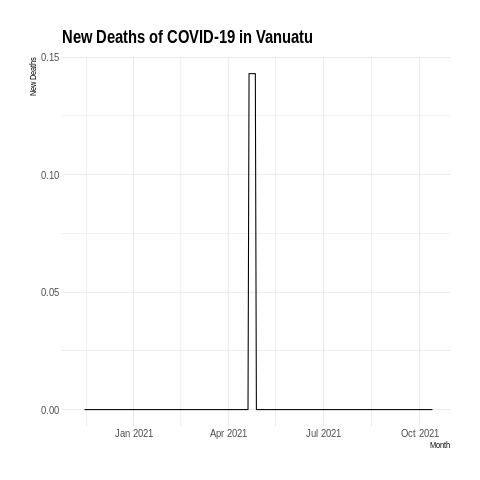 New Deaths of COVID-19 in Vanuatu
New Deaths
0.15
0.10
0.05
0.00
Jan 2021 Apr 2021 Jul 2021 Oct 2021
Month